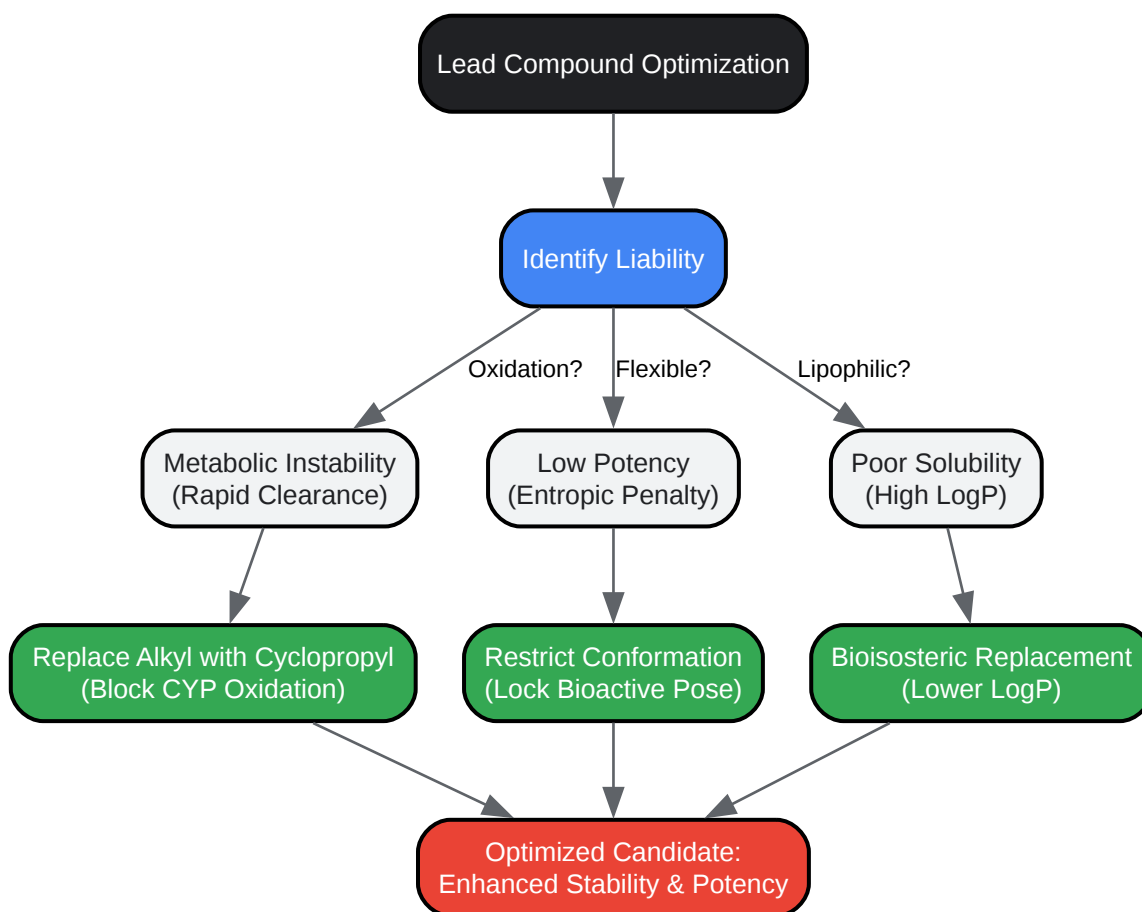 Lead Compound Optimization
Identify Liability
Oxidation?
Flexible?
Lipophilic?
Metabolic Instability
(Rapid Clearance)
Low Potency
(Entropic Penalty)
Poor Solubility
(High LogP)
Replace Alkyl with Cyclopropyl
(Block CYP Oxidation)
Restrict Conformation
(Lock Bioactive Pose)
Bioisosteric Replacement
(Lower LogP)
Optimized Candidate:
Enhanced Stability & Potency